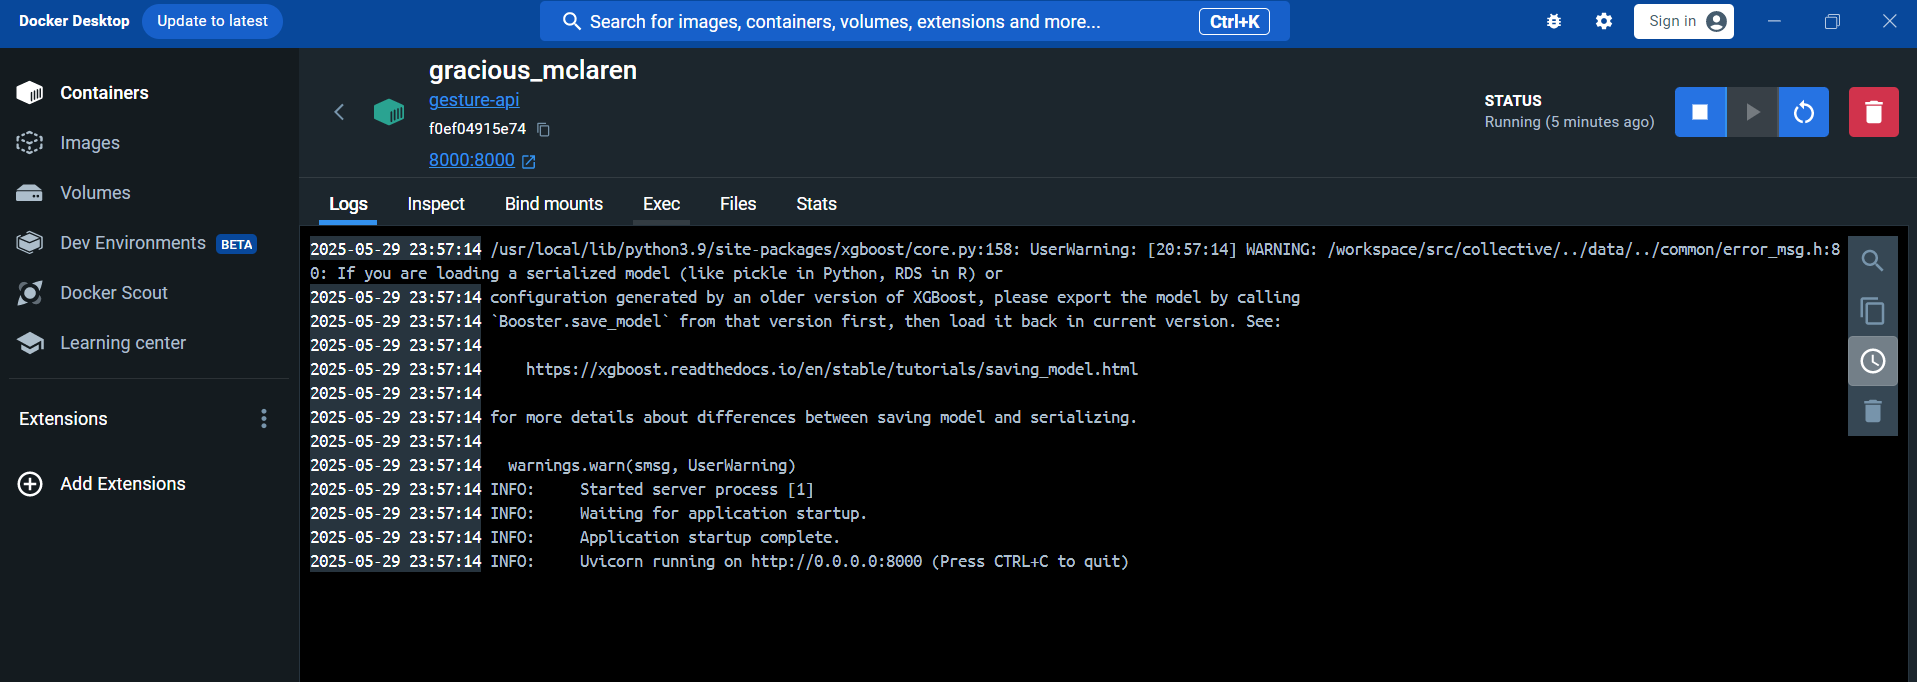 Docker Desktop
Update to latest
Search for images, containers, volumes, extensions and more...
Ctrl+K
Sign in
Containers
Images
Volumes
Dev Environments BETA
Docker Scout
Learning center
Extensions
Add Extensions
gracious_mclaren
gesture-api
f0ef04915e74
8000:8000
STATUS
Running (5 minutes ago)
Logs
Inspect
Bind mounts
Exec
Files
Stats
2025-05-29 23:57:14 /usr/local/lib/python3.9/site-packages/xgboost/core.py:158: UserWarning: [20:57:14] WARNING: /workspace/src/collective/../data/../common/error_msg.h:8
0: If you are loading a serialized model (like pickle in Python, RDS in R) or
2025-05-29 23:57:14 configuration generated by an older version of XGBoost, please export the model by calling
2025-05-29 23:57:14 `Booster.save_model` from that version first, then load it back in current version. See:
2025-05-29 23:57:14
2025-05-29 23:57:14     https://xgboost.readthedocs.io/en/stable/tutorials/saving_model.html
2025-05-29 23:57:14
2025-05-29 23:57:14 for more details about differences between saving model and serializing.
2025-05-29 23:57:14
2025-05-29 23:57:14   warnings.warn(smsg, UserWarning)
2025-05-29 23:57:14 INFO:     Started server process [1]
2025-05-29 23:57:14 INFO:     Waiting for application startup.
2025-05-29 23:57:14 INFO:     Application startup complete.
2025-05-29 23:57:14 INFO:     Uvicorn running on http://0.0.0.0:8000 (Press CTRL+C to quit)